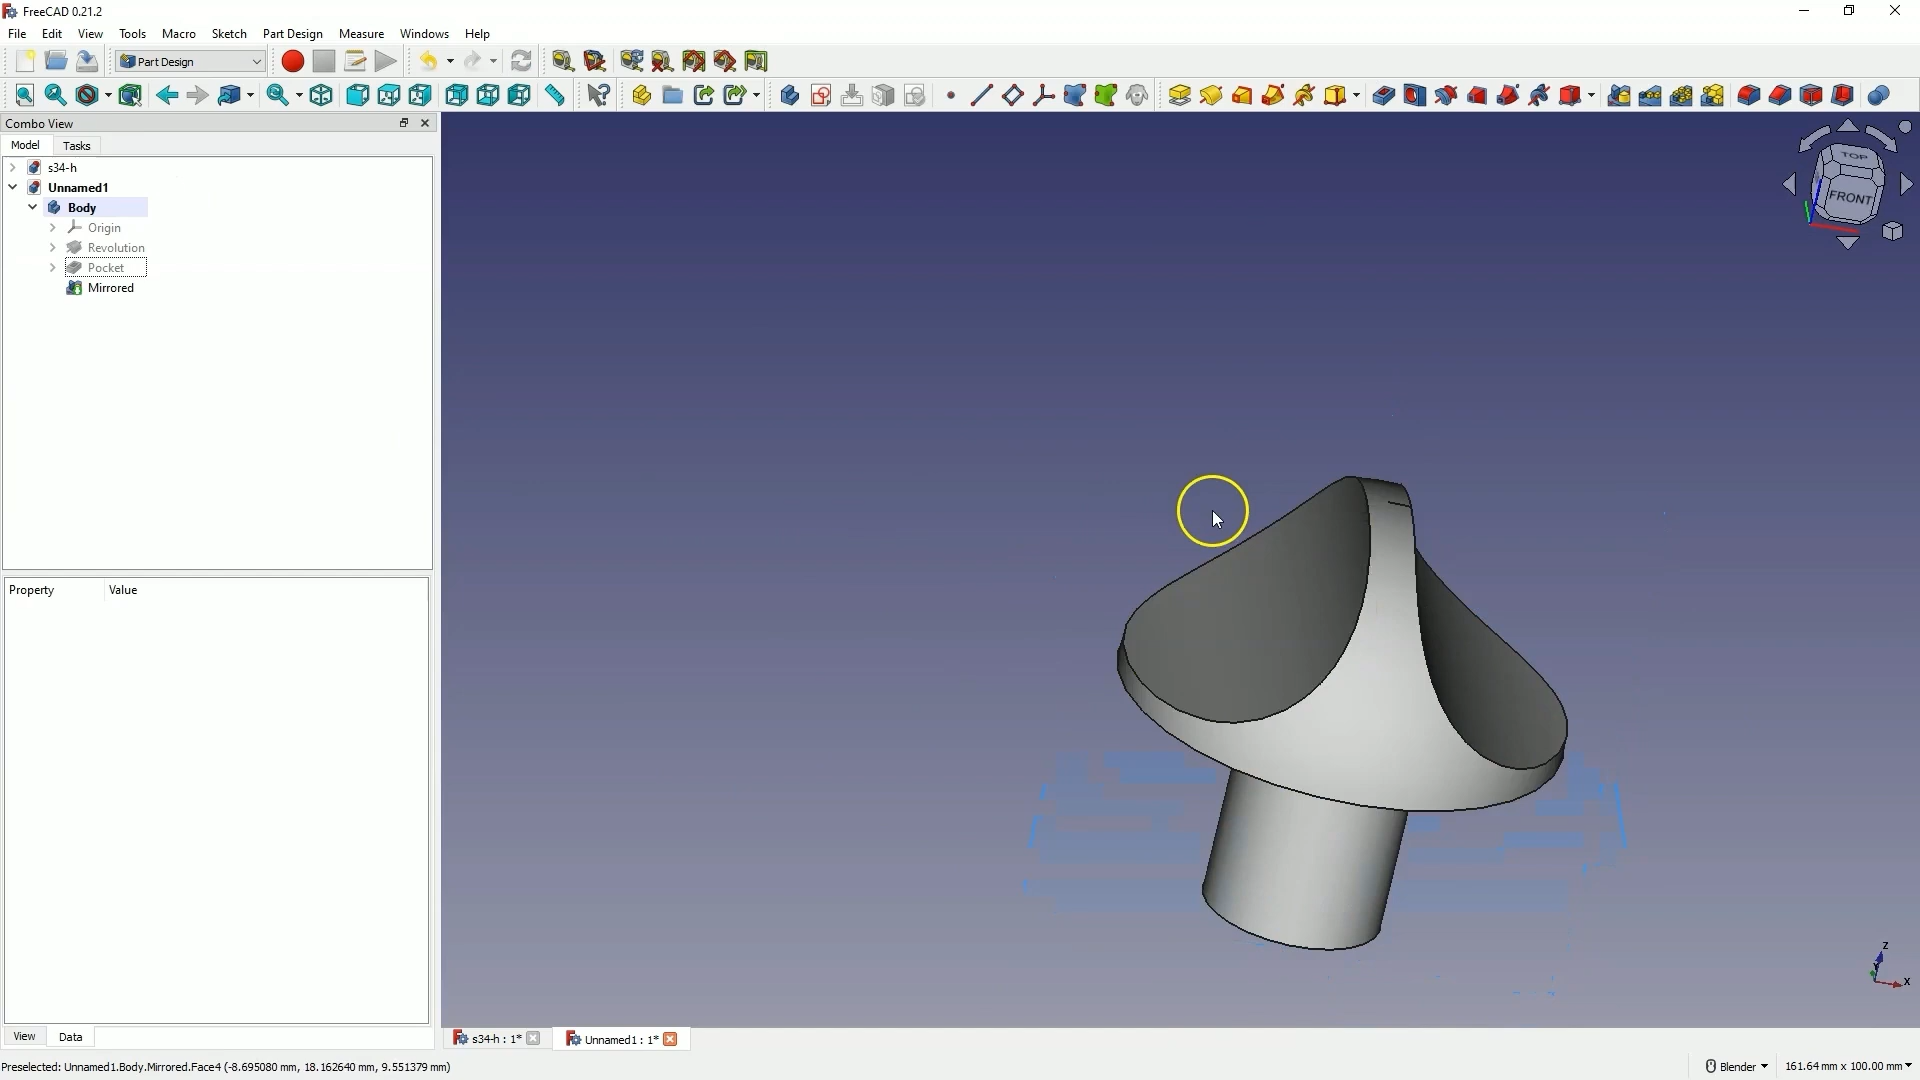 FreeCAD 0.21.2
File Edit View Tools Macro Sketch Part Design Measure Windows Help
Part Design
Combo View
Model Tasks
s34-h
Unnamed1
Body
Origin
Revolution
Pocket
Mirrored
TOP
FRONT
Property Value
Z
X
View Data
s34-h : 1*
Unnamed1 : 1*
Preselected: Unnamed1.Body.Mirrored.Face4 (-8.695080 mm, 18.162640 mm, 9.551379 mm)
Blender
161.64 mm x 100.00 mm